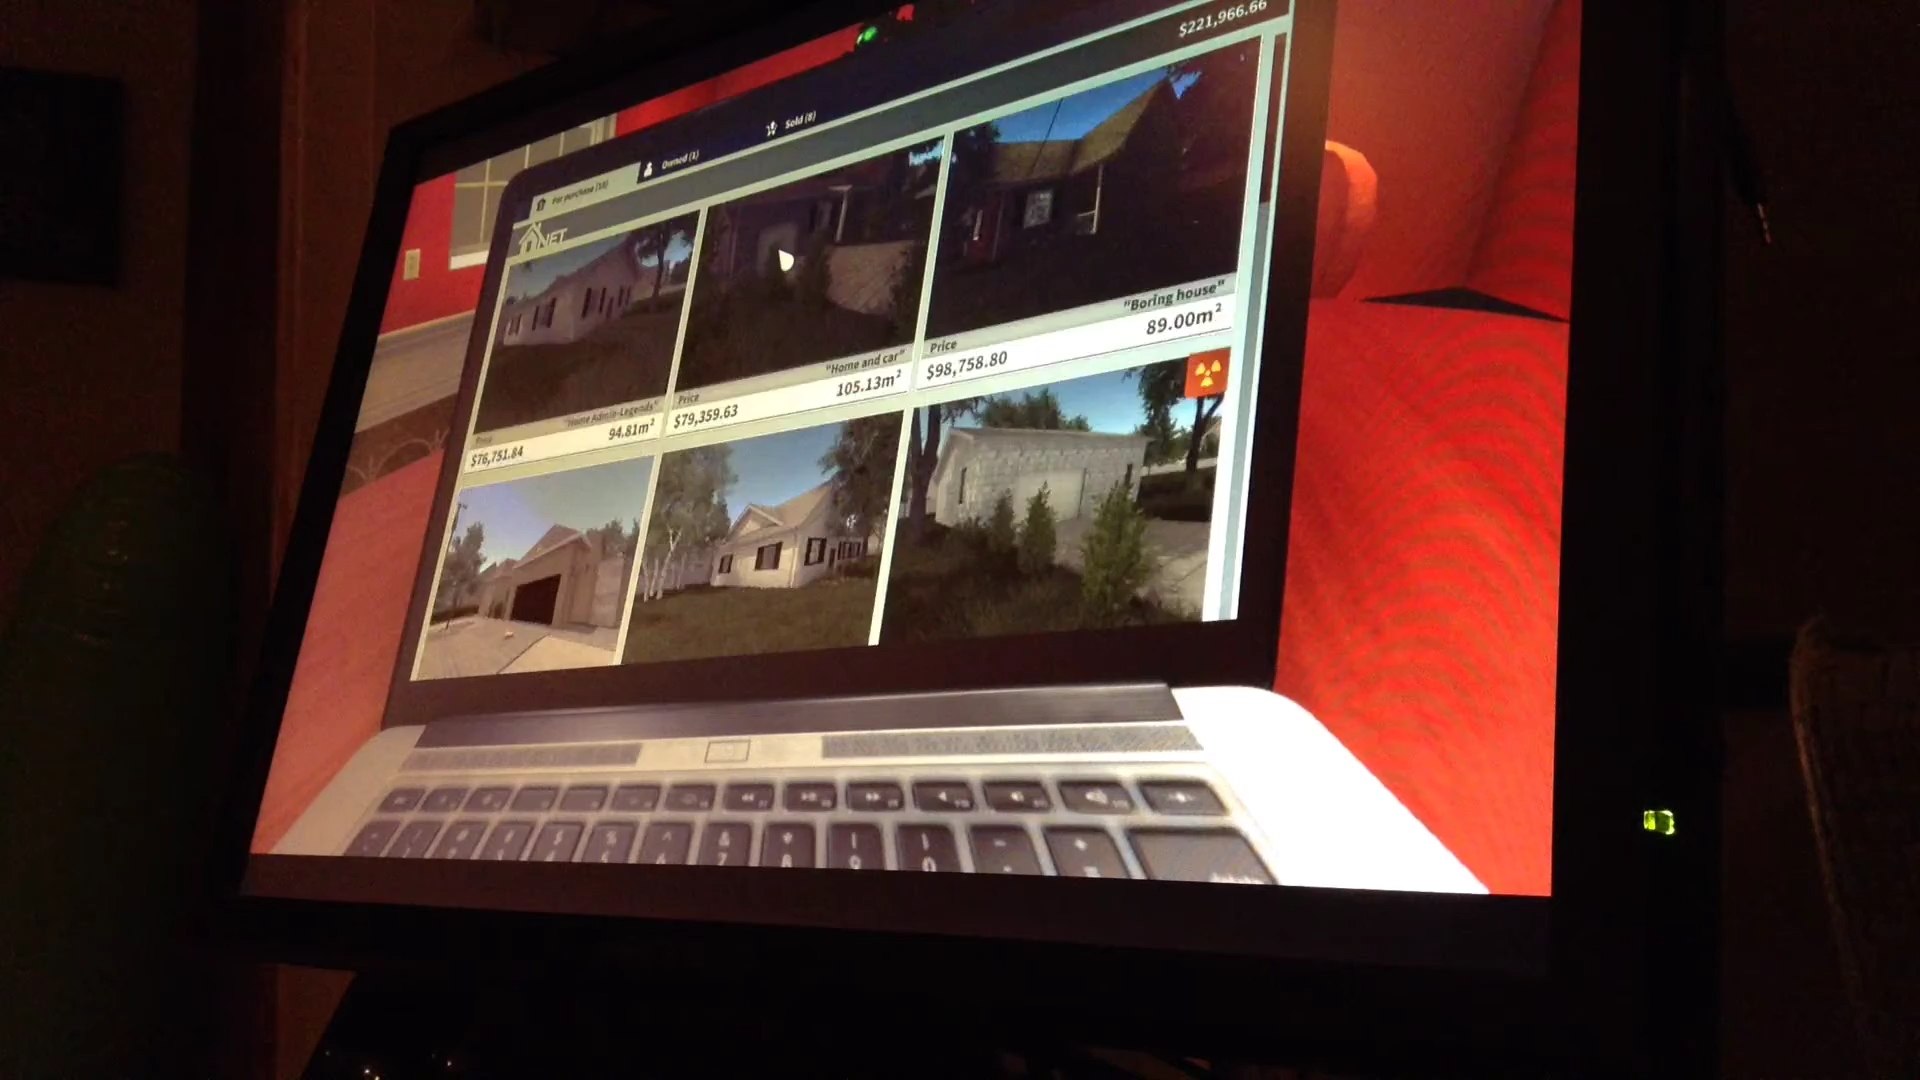 $221,966.66
Sold (8)
Owned (1)
For purchase (10)
NET
"Home Admin-Legends"
Price
94.81m²
$76,751.84
"Home and car"
Price
105.13m²
$79,359.63
"Boring house"
Price
89.00m²
$98,758.80